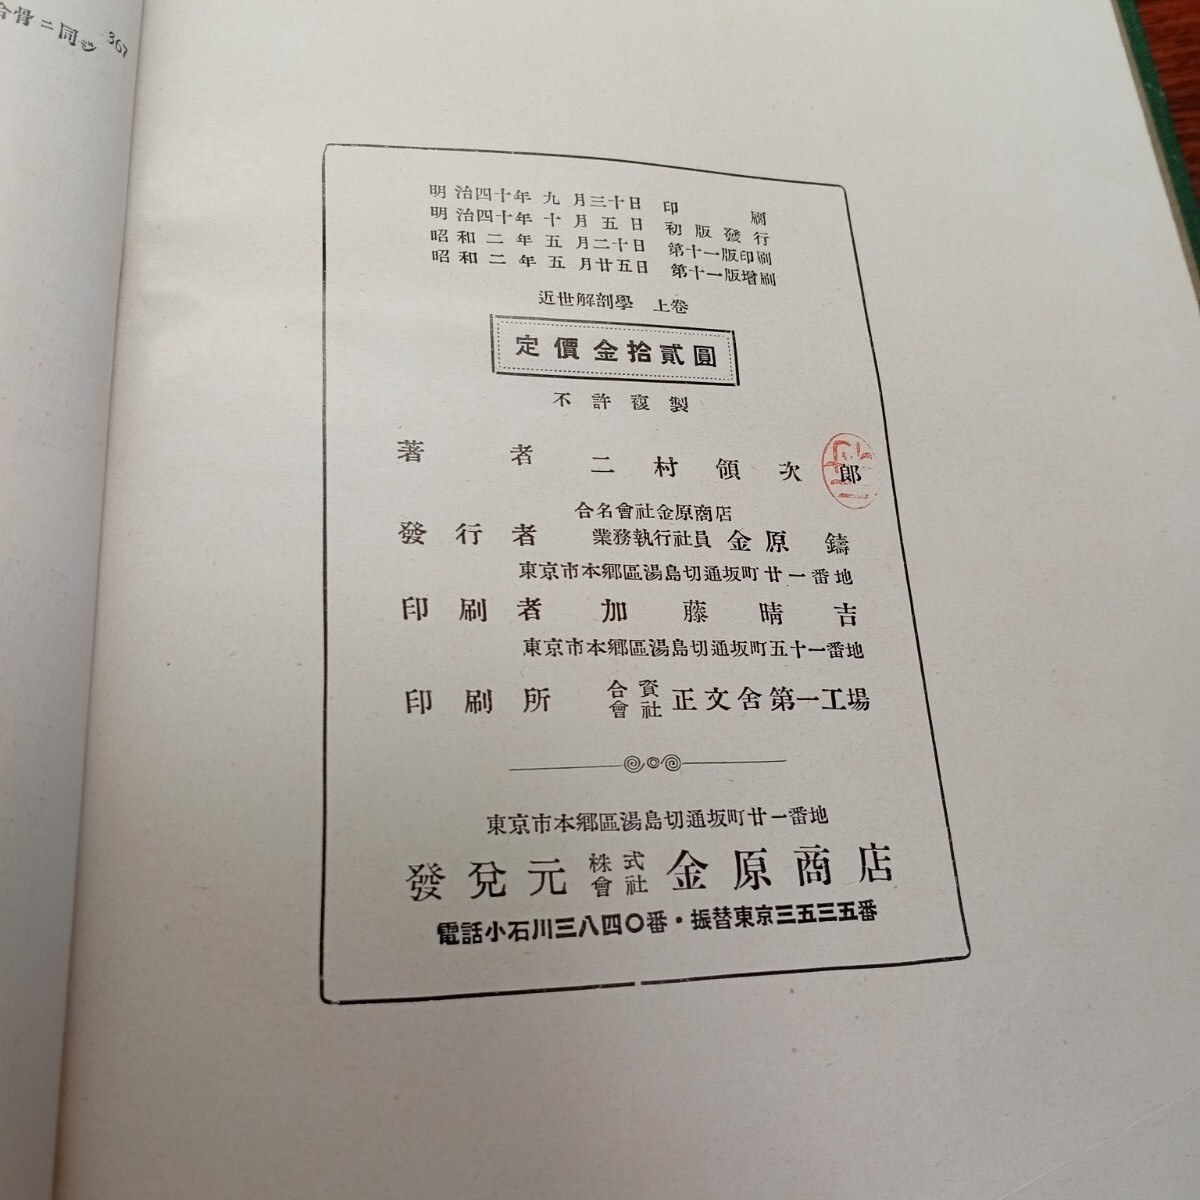 合骨ニ同シ 367
明治四十年九月三十日 印刷
明治四十年十月五日 初版發行
昭和二年五月二十日 第十一版印刷
昭和二年五月廿五日 第十一版增刷
近世解剖學 上卷
定價金拾貳圓
不許複製
著者 二村領次郎
合名會社金原商店
發行者 業務執行社員 金原鑄
東京市本鄕區湯島切通坂町廿一番地
印刷者 加藤晴吉
東京市本鄕區湯島切通坂町五十一番地
印刷所 合資會社 正文舍第一工場
東京市本鄕區湯島切通坂町廿一番地
發兌元 株式會社 金原商店
電話小石川三八四〇番・振替東京三五三五番